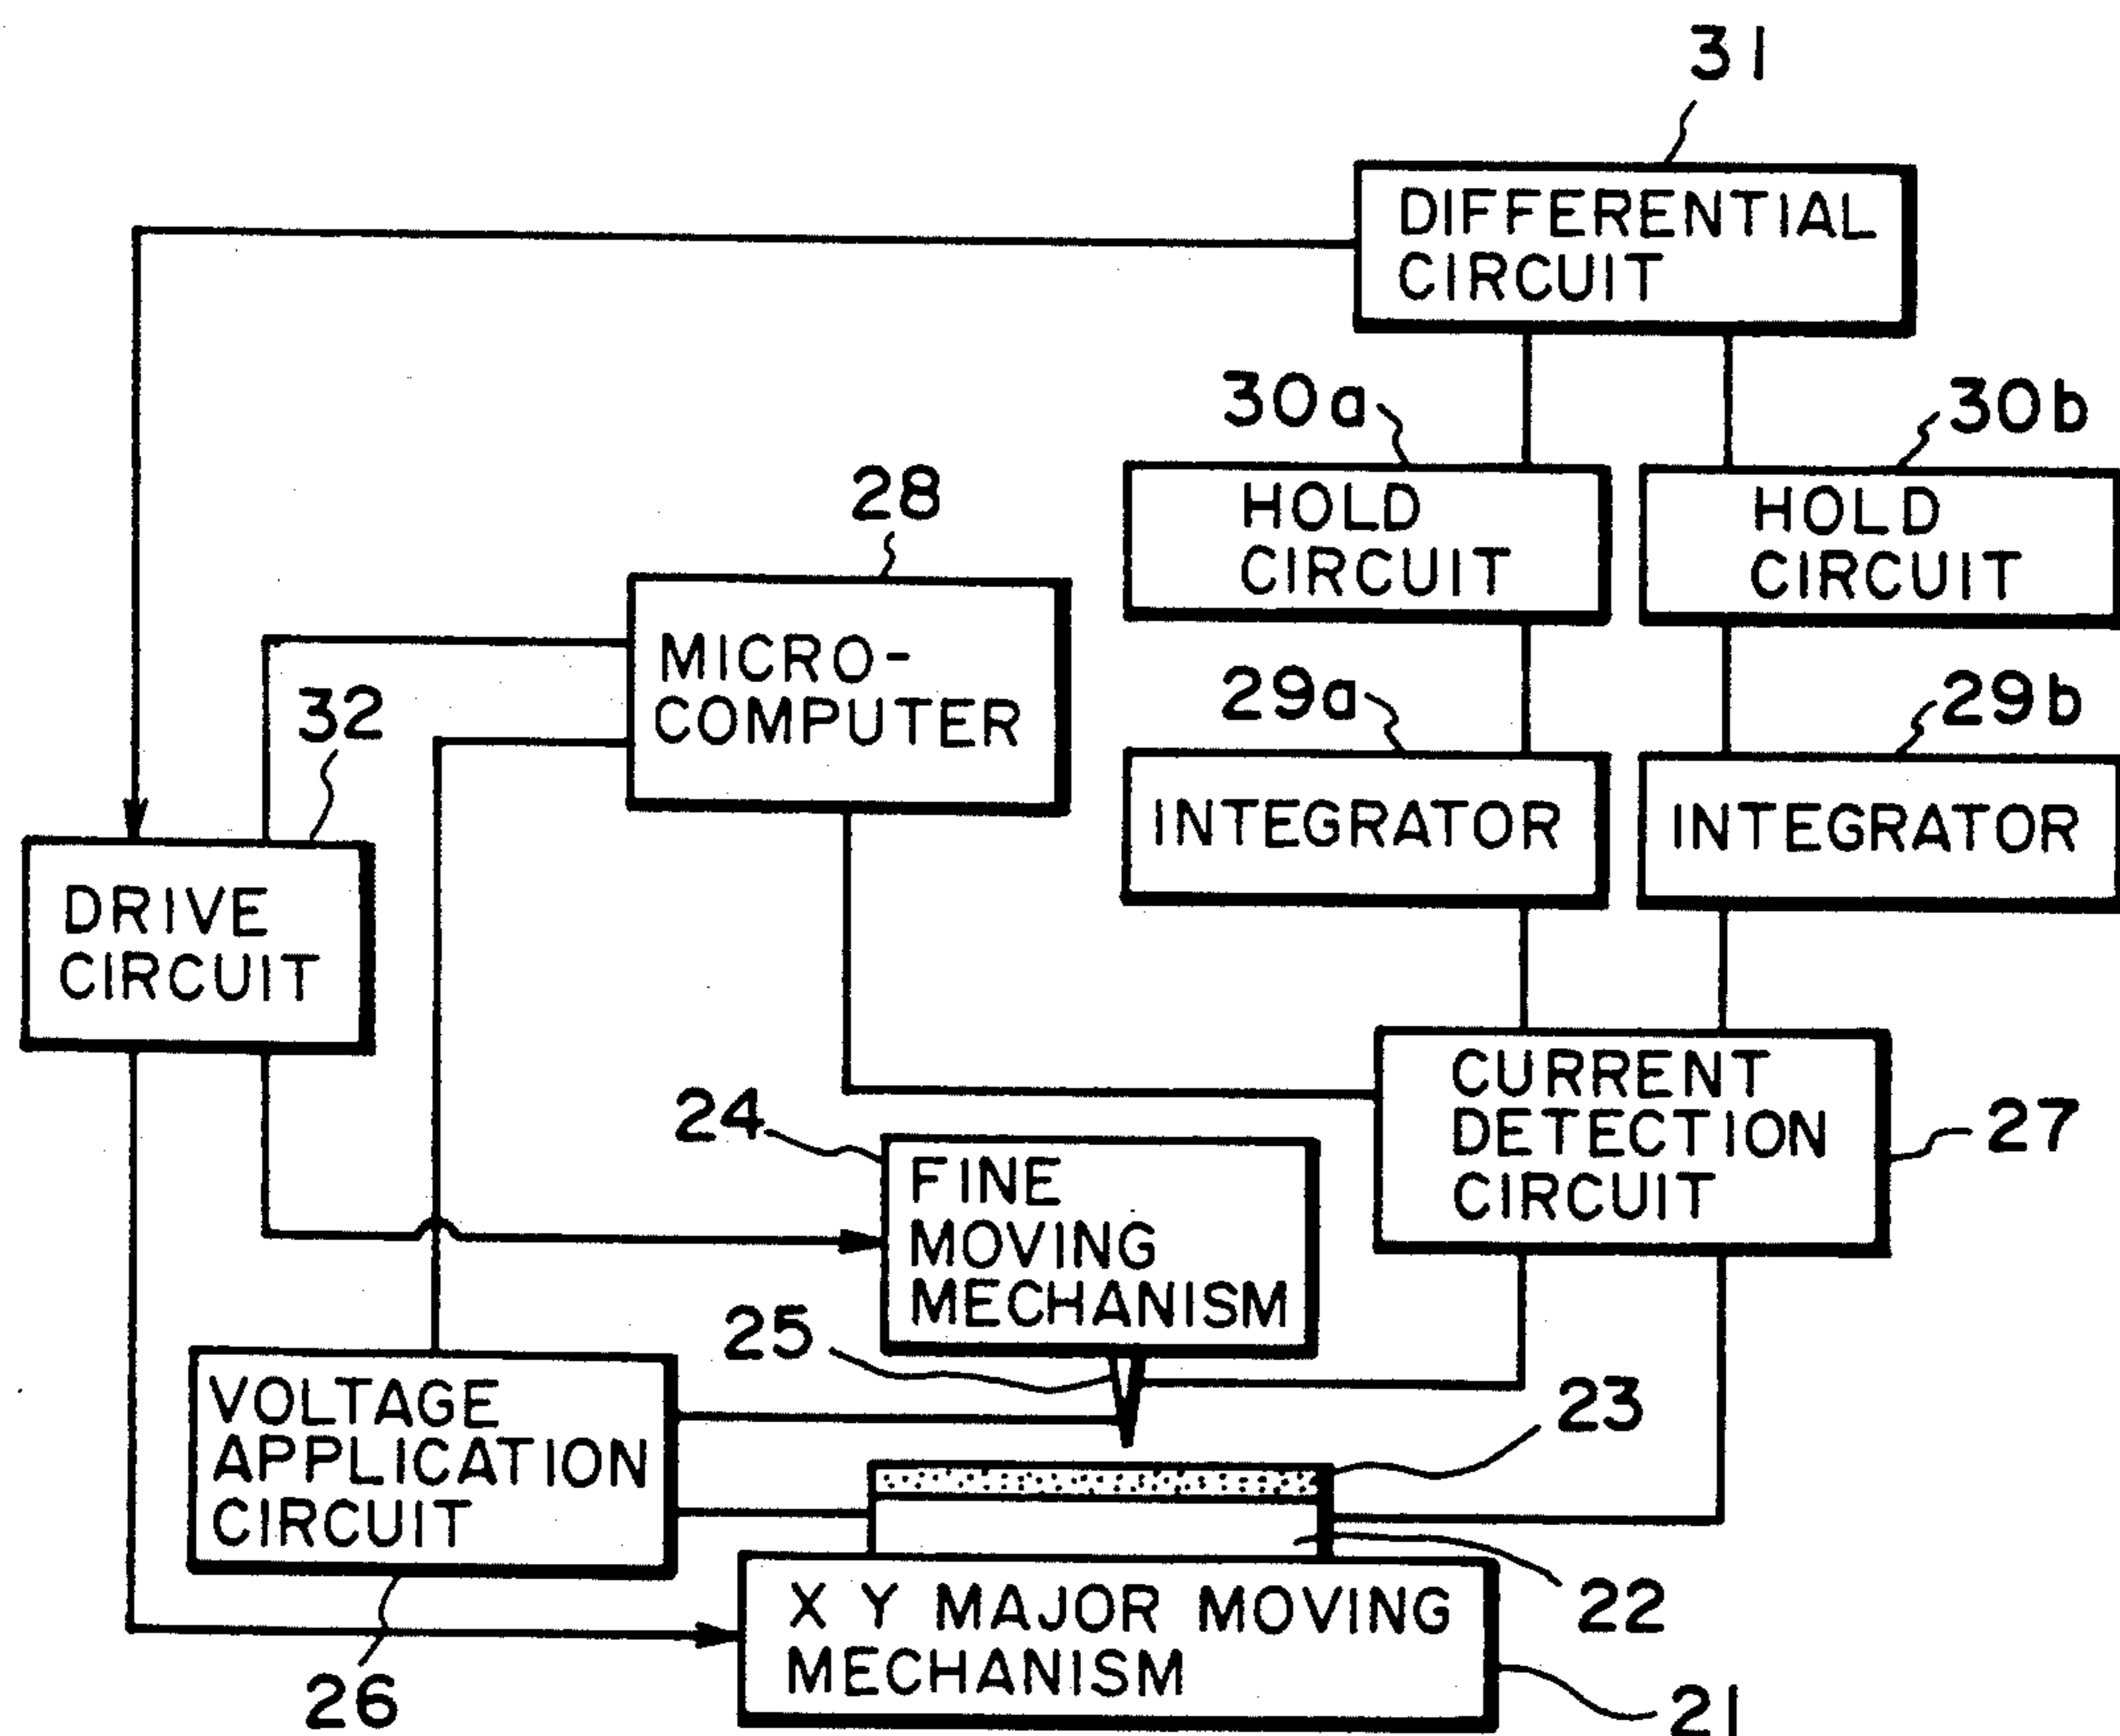 31
DIFFERENTIAL
CIRCUIT
30a
30b
HOLD
CIRCUIT
HOLD
CIRCUIT
28
MICRO-
COMPUTER
29a
29b
32
INTEGRATOR
INTEGRATOR
DRIVE
CIRCUIT
CURRENT
DETECTION
CIRCUIT
27
24
FINE
MOVING
MECHANISM
25
23
VOLTAGE
APPLICATION
CIRCUIT
22
X Y MAJOR MOVING
MECHANISM
26
21